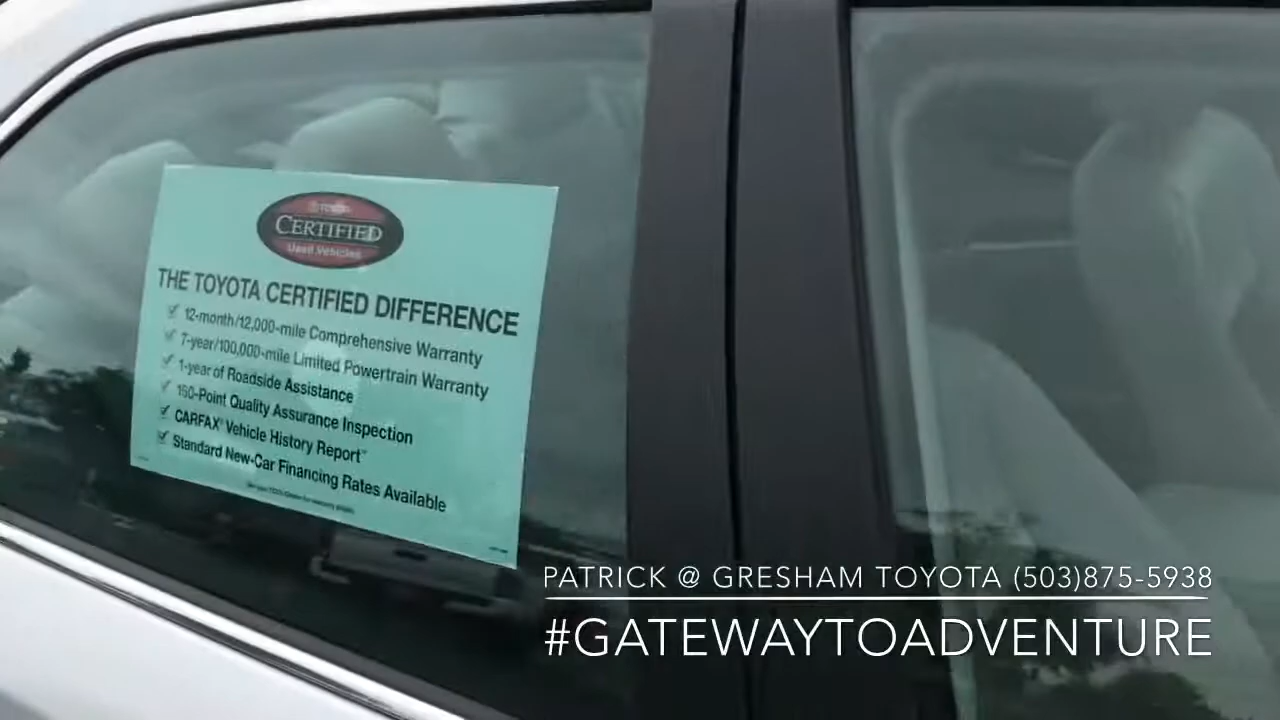 TOYOTA
CERTIFIED
Used Vehicles
THE TOYOTA CERTIFIED DIFFERENCE
12-month/12,000-mile Comprehensive Warranty
7-year/100,000-mile Limited Powertrain Warranty
1-year of Roadside Assistance
160-Point Quality Assurance Inspection
CARFAX® Vehicle History Report™
Standard New-Car Financing Rates Available
PATRICK @ GRESHAM TOYOTA (503)875-5938
#GATEWAYTOADVENTURE